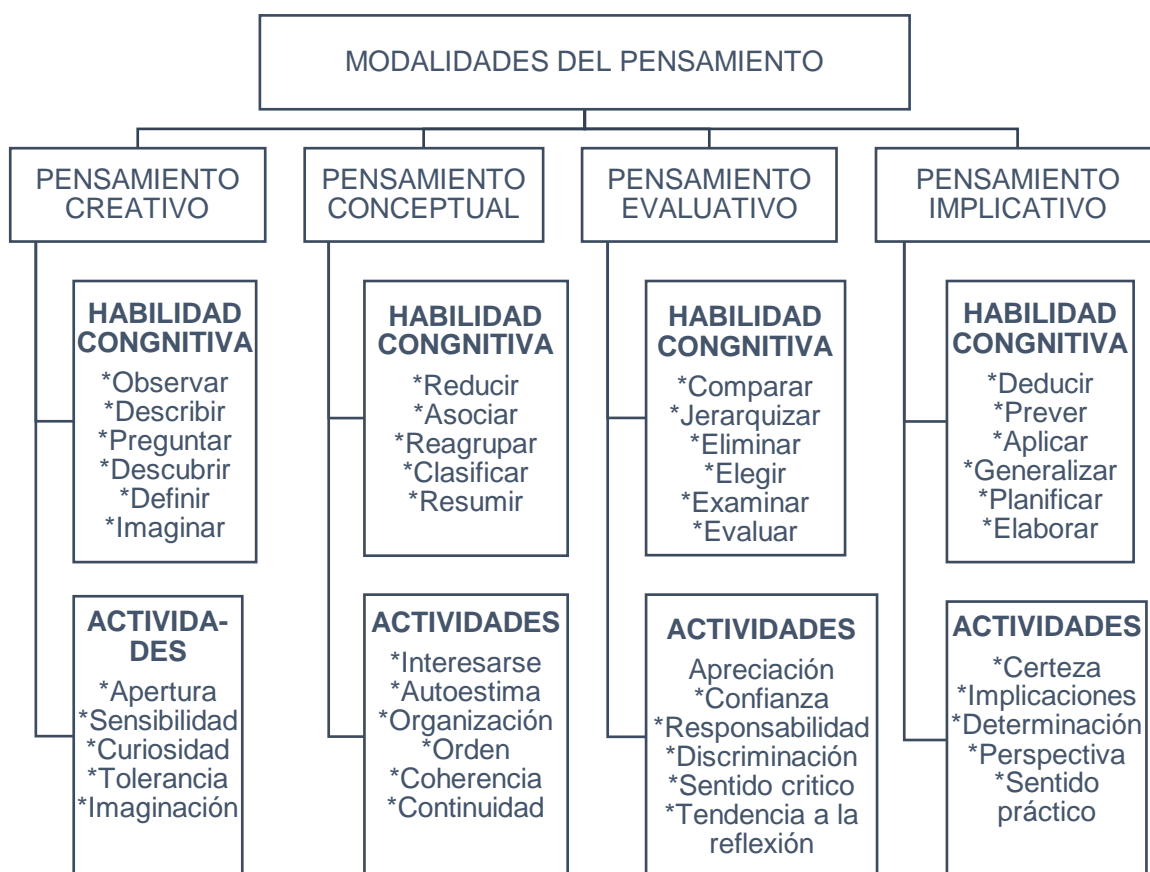 MODALIDADES DEL PENSAMIENTO
PENSAMIENTO
CREATIVO
PENSAMIENTO
CONCEPTUAL
PENSAMIENTO
EVALUATIVO
PENSAMIENTO
IMPLICATIVO
HABILIDAD
CONGNITIVA
*Observar
*Describir
*Preguntar
*Descubrir
*Definir
*Imaginar
HABILIDAD
CONGNITIVA
*Reducir
*Asociar
*Reagrupar
*Clasificar
*Resumir
HABILIDAD
CONGNITIVA
*Comparar
*Jerarquizar
*Eliminar
*Elegir
*Examinar
*Evaluar
HABILIDAD
CONGNITIVA
*Deducir
*Prever
*Aplicar
*Generalizar
*Planificar
*Elaborar
ACTIVIDA-
DES
*Apertura
*Sensibilidad
*Curiosidad
*Tolerancia
*Imaginación
ACTIVIDADES
*Interesarse
*Autoestima
*Organización
*Orden
*Coherencia
*Continuidad
ACTIVIDADES
Apreciación
*Confianza
*Responsabilidad
*Discriminación
*Sentido critico
*Tendencia a la
reflexión
ACTIVIDADES
*Certeza
*Implicaciones
*Determinación
*Perspectiva
*Sentido
práctico